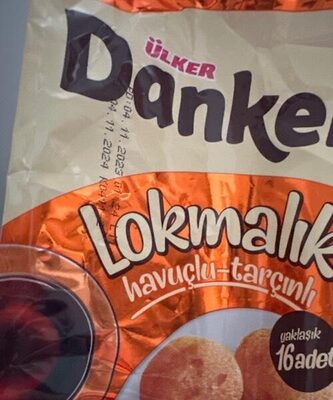 ÜLKER
Danke
04.11.2023
04.11.2024
Lokmalık
havuçlu-tarçınlı
yaklaşık
16 adet